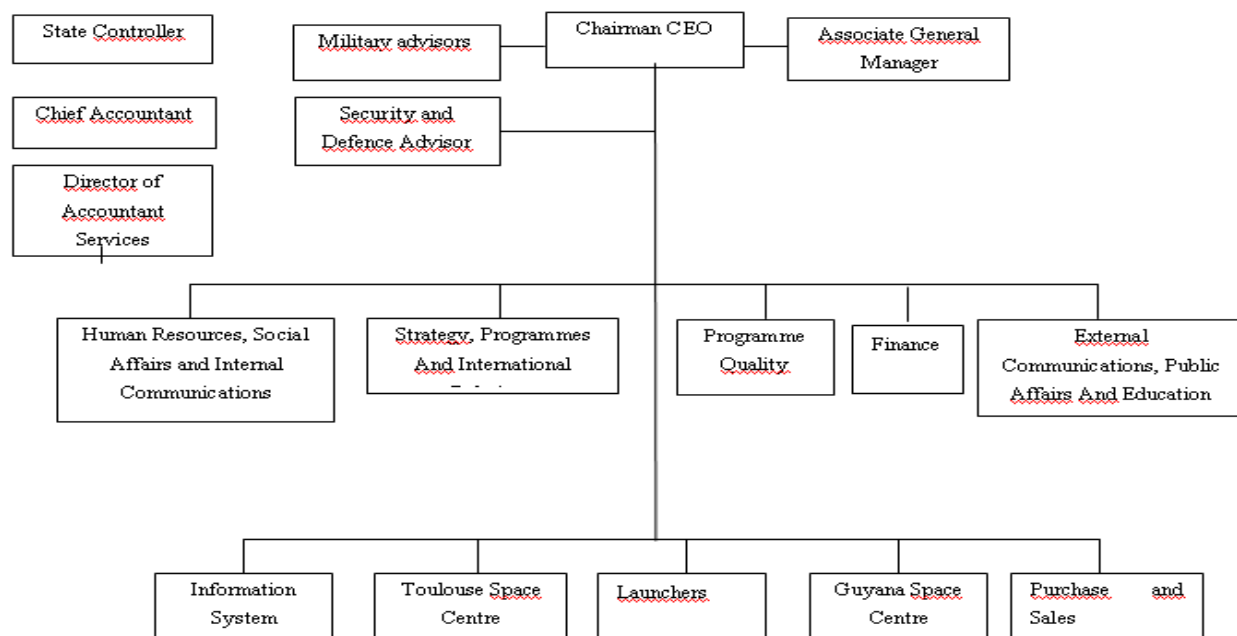 State Controller
Military advisors
Chairman CEO
Associate General
Manager
Chief Accountant
Security and
Defence Advisor
Director of
Accountant
Services
Human Resources, Social
Affairs and Internal
Communications
Strategy, Programmes
And International
Programme
Quality
Finance
External
Communications, Public
Affairs And Education
Information
System
Toulouse Space
Centre
Launchers
Guyana Space
Centre
Purchase and
Sales